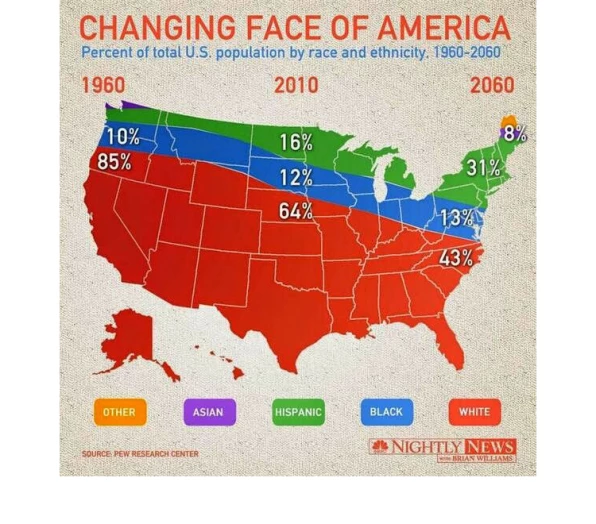 CHANGING FACE OF AMERICA
Percent of total U.S. population by race and ethnicity, 1960-2060
1960 2010 2060
8%
10% 16% 31%
85% 12% 13%
64% 43%
OTHER ASIAN HISPANIC BLACK WHITE
SOURCE: PEW RESEARCH CENTER
NIGHTLY NEWS
WITH BRIAN WILLIAMS